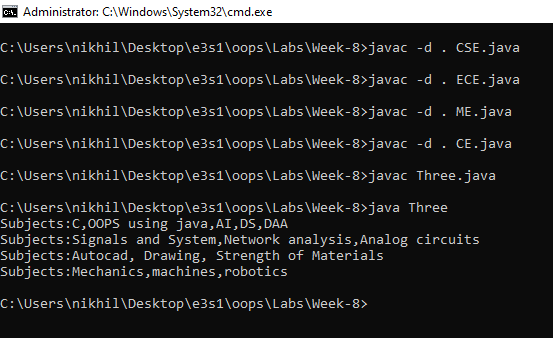 Administrator: C:\Windows\System32\cmd.exe
C:\Users\nikhil\Desktop\e3s1\oops\Labs\Week-8>javac -d . CSE.java
C:\Users\nikhil\Desktop\e3s1\oops\Labs\Week-8>javac -d . ECE.java
C:\Users\nikhil\Desktop\e3s1\oops\Labs\Week-8>javac -d . ME.java
C:\Users\nikhil\Desktop\e3s1\oops\Labs\Week-8>javac -d . CE.java
C:\Users\nikhil\Desktop\e3s1\oops\Labs\Week-8>javac Three.java
C:\Users\nikhil\Desktop\e3s1\oops\Labs\Week-8>java Three
Subjects:C,OOPS using java,AI,DS,DAA
Subjects:Signals and System,Network analysis,Analog circuits
Subjects:Autocad, Drawing, Strength of Materials
Subjects:Mechanics,machines,robotics
C:\Users\nikhil\Desktop\e3s1\oops\Labs\Week-8>